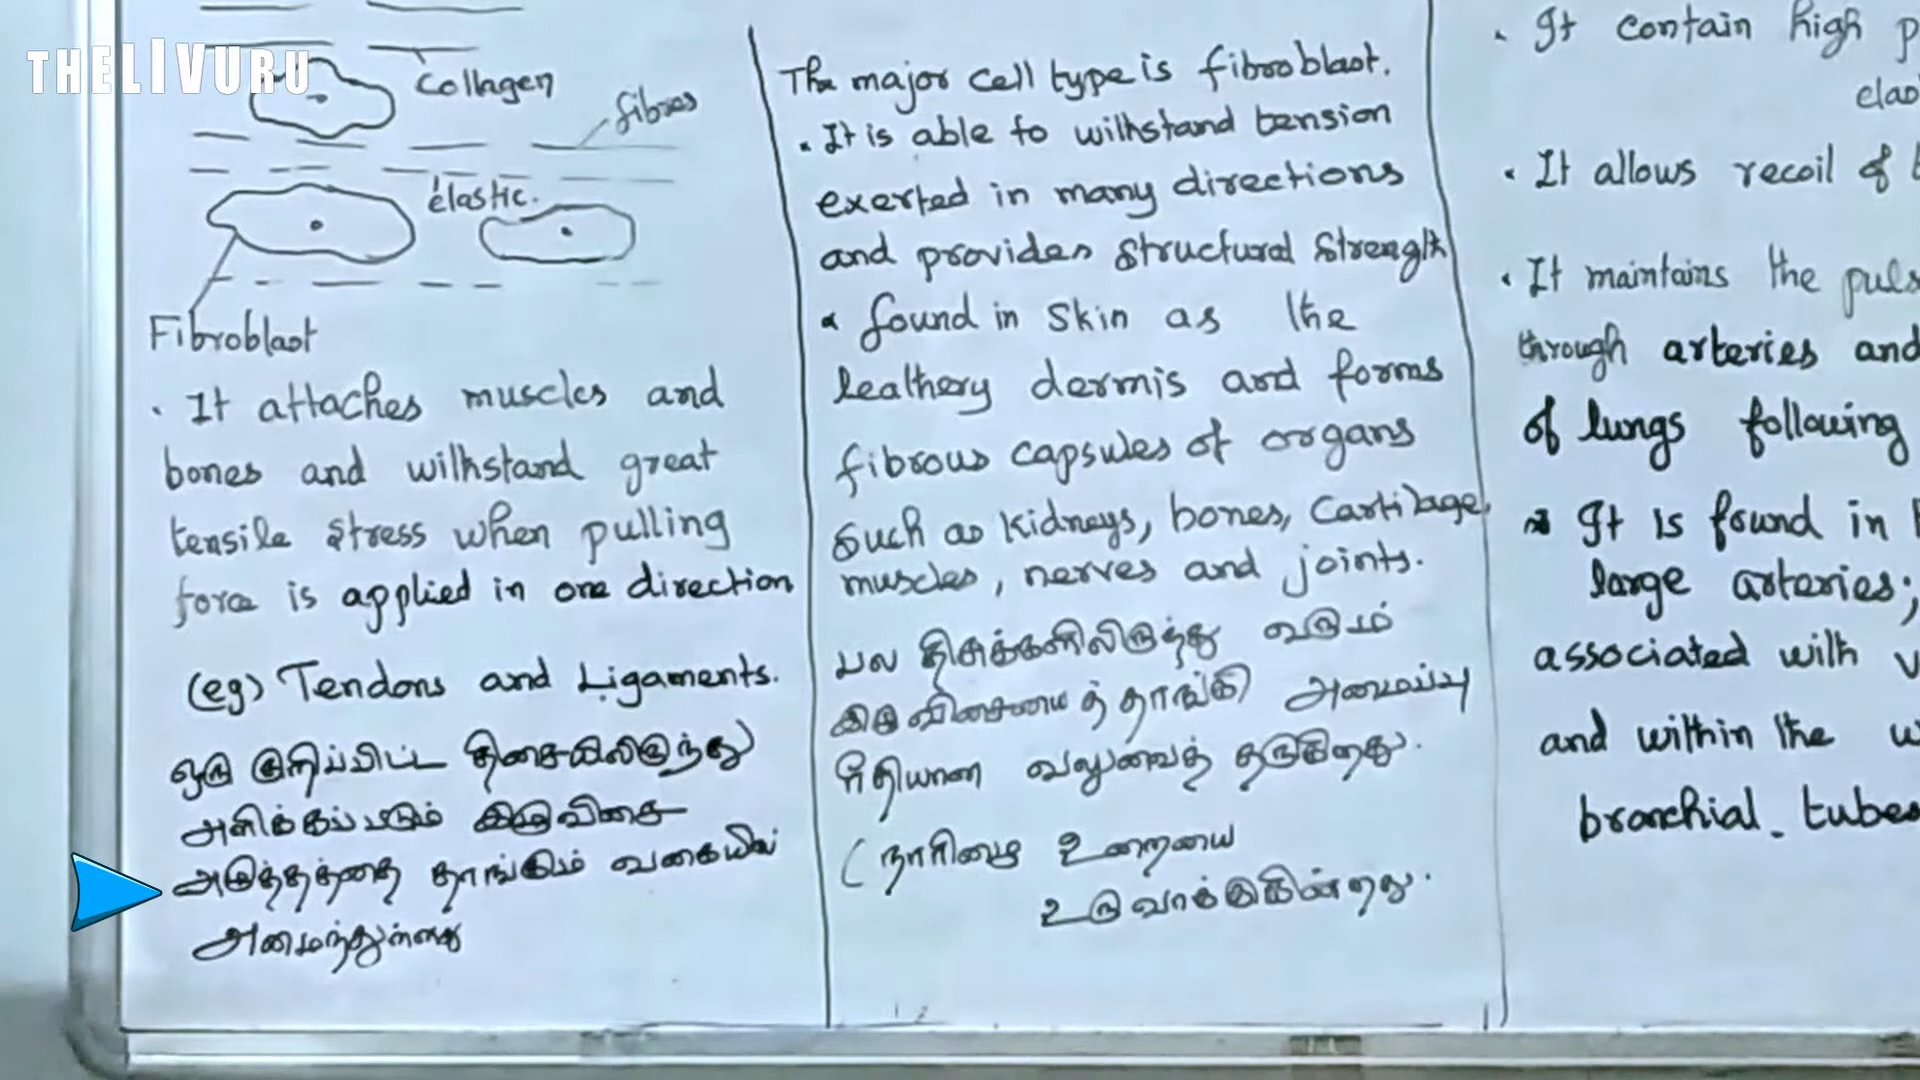 THELIVURU
Collagen
fibres
elastic.
Fibroblast
• It attaches muscles and
bones and withstand great
tensile stress when pulling
force is applied in one direction
(eg) Tendons and Ligaments.
ஒரு குறிப்பிட்ட திசையிலிருந்து
அளிக்கப்படும் இழுவிசை
அழுத்தத்தை தாங்கும் வகையில்
அமைந்துள்ளது
The major cell type is fibroblast.
• It is able to withstand tension
exerted in many directions
and provides structural strength
• found in skin as the
leathery dermis and forms
fibrous capsules of organs
such as kidneys, bones, cartilage,
muscles, nerves and joints.
பல திசுக்களிலிருந்து வரும்
இழுவிசையைத் தாங்கி அமைப்பு
ரீதியான வலுவைத் தருகிறது.
(நாரிழை உறையை
உருவாக்குகின்றது.
• It contain high
• It allows recoil of
• It maintains the
through arteries and
of lungs following
• It is found in
large arteries;
associated with
and within the
bronchial tubes